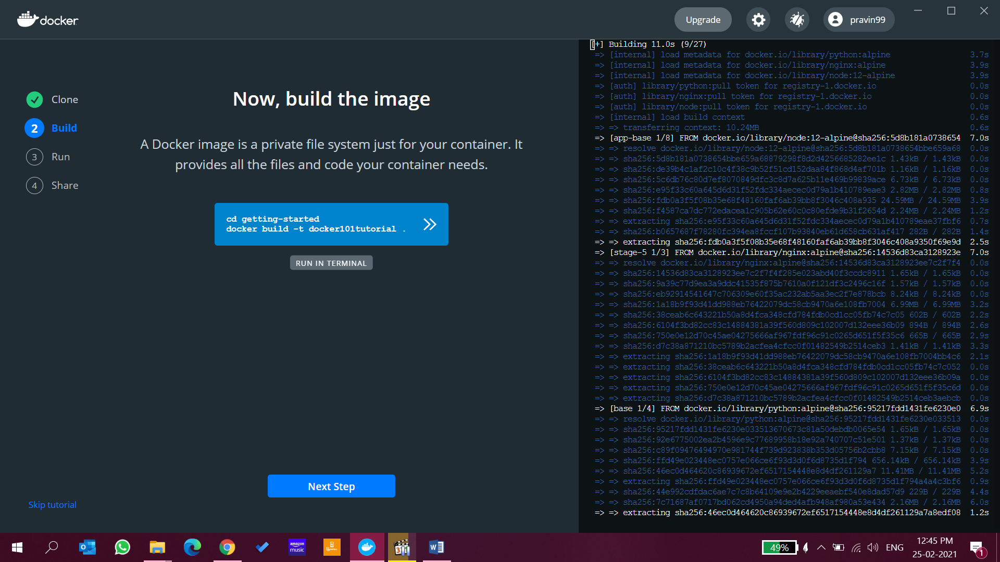 docker
Upgrade
pravin99
Clone
2 Build
3 Run
4 Share
Now, build the image
A Docker image is a private file system just for your container. It
provides all the files and code your container needs.
cd getting-started
docker build -t docker101tutorial .
RUN IN TERMINAL
Next Step
Skip tutorial
[+] Building 11.0s (9/27)
=> [internal] load metadata for docker.io/library/python:alpine 3.7s
=> [internal] load metadata for docker.io/library/nginx:alpine 3.9s
=> [internal] load metadata for docker.io/library/node:12-alpine 3.9s
=> [auth] library/python:pull token for registry-1.docker.io 0.0s
=> [auth] library/nginx:pull token for registry-1.docker.io 0.0s
=> [auth] library/node:pull token for registry-1.docker.io 0.0s
=> [internal] load build context 0.6s
=> => transferring context: 10.24MB 0.6s
=> [app-base 1/8] FROM docker.io/library/node:12-alpine@sha256:5d8b181a0738654 7.0s
=> => resolve docker.io/library/node:12-alpine@sha256:5d8b181a0738654bbe659a68 0.0s
=> => sha256:5d8b181a0738654bbe659a68879298f8d2d4256685282ee1c 1.43kB / 1.43kB 0.0s
=> => sha256:de39b4c1af2c10c4f38c9b52f51cd152daa84f868d4af701b 1.16kB / 1.16kB 0.0s
=> => sha256:5c6db76c80d7ef8070849dfc3c8d7a625b11e469b99839ace 6.73kB / 6.73kB 0.0s
=> => sha256:e95f33c60a645d6d31f52fdc334aecec0d79a1b410789eae3 2.82MB / 2.82MB 0.8s
=> => sha256:fdb0a3f5f08b35e68f48160faf6ab39bb8f3046c408a935 24.59MB / 24.59MB 3.9s
=> => sha256:f4587ca7dc772edacea1c905b62e60c0c80efde9b31f2654d 2.24MB / 2.24MB 1.2s
=> => extracting sha256:e95f33c60a645d6d31f52fdc334aecec0d79a1b410789eae37fbf6 0.7s
=> => sha256:b0657687f78280fc394ea8fccf107b93840eb61d658cb631af417 282B / 282B 1.4s
=> => extracting sha256:fdb0a3f5f08b35e68f48160faf6ab39bb8f3046c408a9350f69e9d 2.5s
=> [stage-5 1/3] FROM docker.io/library/nginx:alpine@sha256:14536d83ca3128923e 7.0s
=> => resolve docker.io/library/nginx:alpine@sha256:14536d83ca3128923ee7c2f7f4 0.0s
=> => sha256:14536d83ca3128923ee7c2f7f4f285e023abd40f3ccdc8911 1.65kB / 1.65kB 0.0s
=> => sha256:9a39c77d9ea3a9ddc41535f875b7610a0f121df3c2496c16f 1.57kB / 1.57kB 0.0s
=> => sha256:eb92914541647c706309e60f35ac232ab5aa3ec2f7e878bcb 8.24kB / 8.24kB 0.0s
=> => sha256:1a18b9f93d41dd988eb76422079dc58cb9470a6e108fb7004 6.99MB / 6.99MB 3.2s
=> => sha256:38ceab6c643221b50a8d4fca348cfd784fdb0cd1cc05fb74c7c05 602B / 602B 2.2s
=> => sha256:6104f3bd82cc83c14884381a39f560d809c102007d132eee36b09 894B / 894B 2.6s
=> => sha256:750e0e12d70c45ae04275666af967fdf96c91c0265d651f5f35c6 665B / 665B 2.9s
=> => sha256:d7c38a871210bc5789b2acfea4cfcc0f01482549b2514ceb3 1.41kB / 1.41kB 3.3s
=> => extracting sha256:1a18b9f93d41dd988eb76422079dc58cb9470a6e108fb7004bb4c6 2.1s
=> => extracting sha256:38ceab6c643221b50a8d4fca348cfd784fdb0cd1cc05fb74c7c052 0.0s
=> => extracting sha256:6104f3bd82cc83c14884381a39f560d809c102007d132eee36b09a 0.0s
=> => extracting sha256:750e0e12d70c45ae04275666af967fdf96c91c0265d651f5f35c6d 0.0s
=> => extracting sha256:d7c38a871210bc5789b2acfea4cfcc0f01482549b2514ceb3aebcb 0.0s
=> [base 1/4] FROM docker.io/library/python:alpine@sha256:95217fdd1431fe6230e0 6.9s
=> => resolve docker.io/library/python:alpine@sha256:95217fdd1431fe6230e033513 0.0s
=> => sha256:95217fdd1431fe6230e033513670673c81a50debdb0065e54 1.65kB / 1.65kB 0.0s
=> => sha256:92e6775002ea2b4596e9c77689958b18e92a740707c51e501 1.37kB / 1.37kB 0.0s
=> => sha256:c89f09476494970e981744f739d923838b353d05756b2cbb8 7.15kB / 7.15kB 0.0s
=> => sha256:ffd49e023448ec0757e066ce6f93d3d0f6d8735d1f794 656.14kB / 656.14kB 3.9s
=> => sha256:46ec0d464620c86939672ef6517154448e8d4df261129a7 11.41MB / 11.41MB 5.2s
=> => extracting sha256:ffd49e023448ec0757e066ce6f93d3d0f6d8735d1f794a4a4c3bf6 0.9s
=> => sha256:44e992cdfdac6ae7c7c8b64109e9e2b4229eeaebf540e8dad57d9 229B / 229B 4.4s
=> => sha256:7c71687af0717bd062cd4950a94ded4afb948af980a53e434 2.16MB / 2.16MB 6.0s
=> => extracting sha256:46ec0d464620c86939672ef6517154448e8d4df261129a7a8edf08 1.2s
amazon
music
49%
ENG
12:45 PM
25-02-2021
1